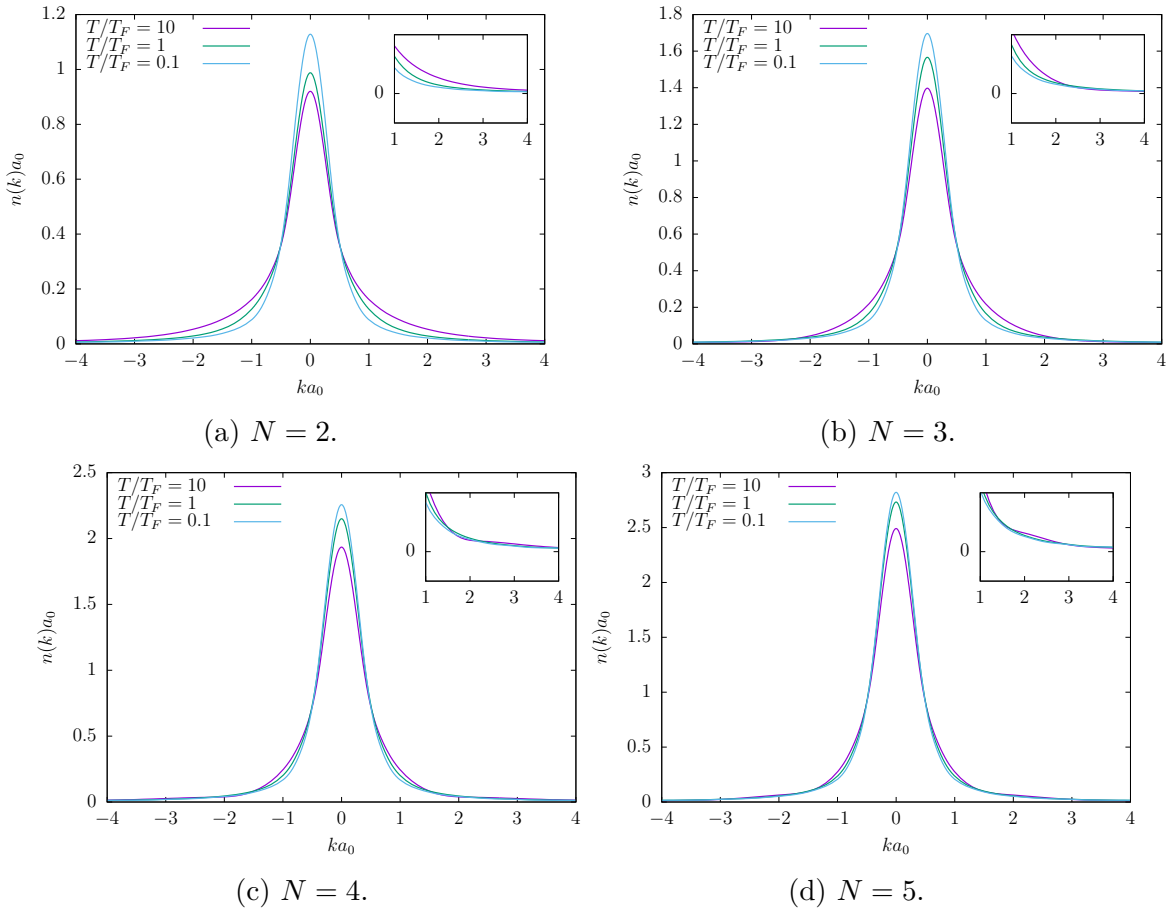 T/T_F = 10
T/T_F = 1
T/T_F = 0.1
1.2
1
0.8
0.6
0.4
0.2
0
n(k)a_0
−4 −3 −2 −1 0 1 2 3 4
ka_0
0
1 2 3 4
(a) N = 2.
T/T_F = 10
T/T_F = 1
T/T_F = 0.1
1.8
1.6
1.4
1.2
1
0.8
0.6
0.4
0.2
0
n(k)a_0
−4 −3 −2 −1 0 1 2 3 4
ka_0
0
1 2 3 4
(b) N = 3.
T/T_F = 10
T/T_F = 1
T/T_F = 0.1
2.5
2
1.5
1
0.5
0
n(k)a_0
−4 −3 −2 −1 0 1 2 3 4
ka_0
0
1 2 3 4
(c) N = 4.
T/T_F = 10
T/T_F = 1
T/T_F = 0.1
3
2.5
2
1.5
1
0.5
0
n(k)a_0
−4 −3 −2 −1 0 1 2 3 4
ka_0
0
1 2 3 4
(d) N = 5.